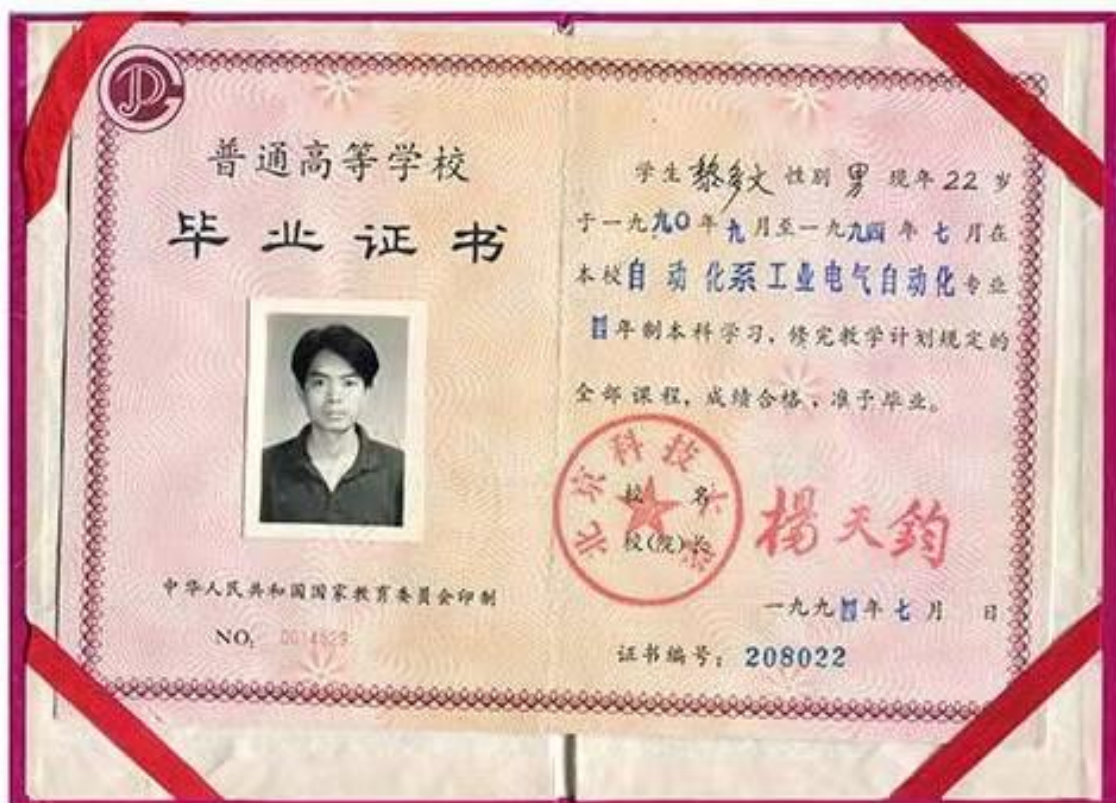 普通高等学校
毕业证书
中华人民共和国国家教育委员会印制
NO: 0014529
学生黎多文性别男现年22岁
于一九九〇年九月至一九九四年七月在
本校自动化系工业电气自动化专业
四年制本科学习，修完教学计划规定的
全部课程，成绩合格，准予毕业。
北京科技大学
校 名
校(院)长
楊天鈞
一九九四年七月 日
证书编号：208022